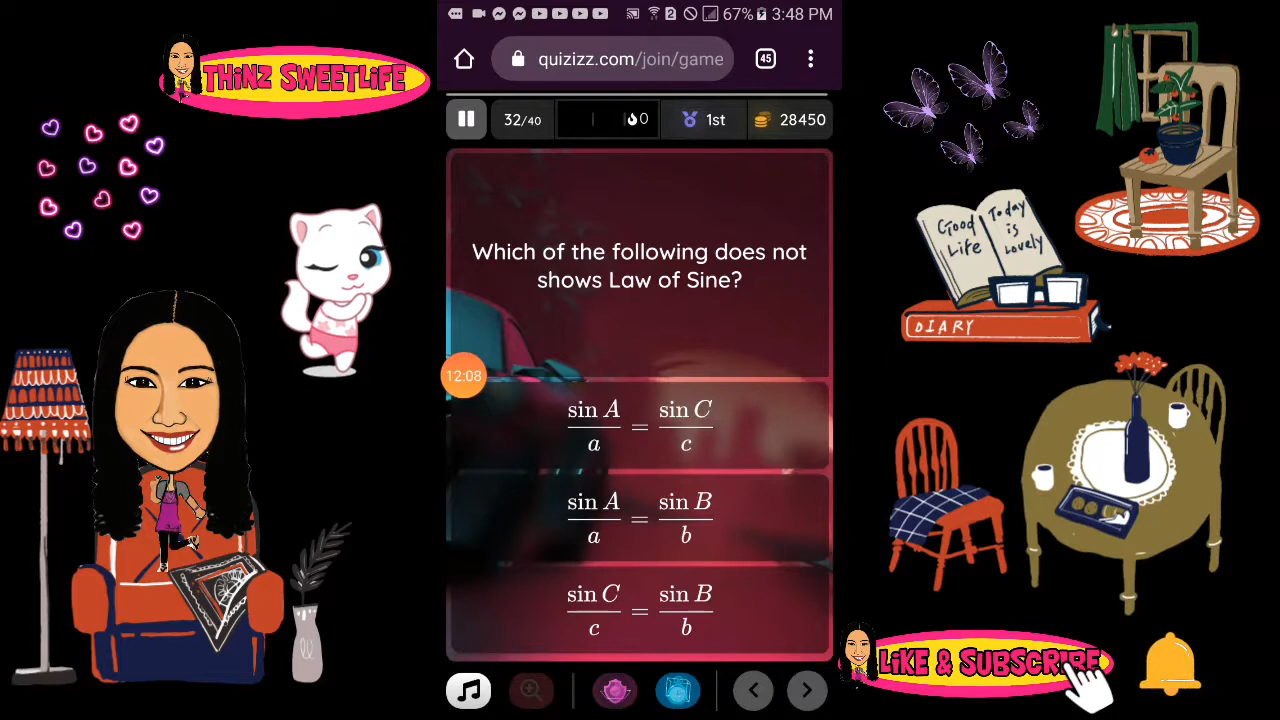 67% 3:48 PM
quizizz.com/join/game
45
32/40
0
1st
28450
THiNZ SWEETLiFE
Which of the following does not
shows Law of Sine?
12:08
sin A / a = sin C / c
sin A / a = sin B / b
sin C / c = sin B / b
Good
Life
Today
is
Lovely
DIARY
LiKE & SUBSCRiBE